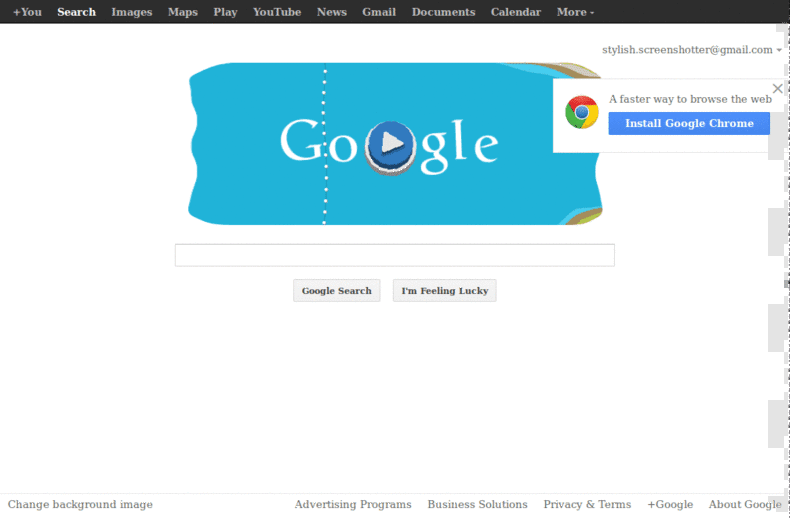 +You Search Images Maps Play YouTube News Gmail Documents Calendar More
stylish.screenshotter@gmail.com
A faster way to browse the web
Install Google Chrome
Google
Google Search I'm Feeling Lucky
Change background image Advertising Programs Business Solutions Privacy & Terms +Google About Google